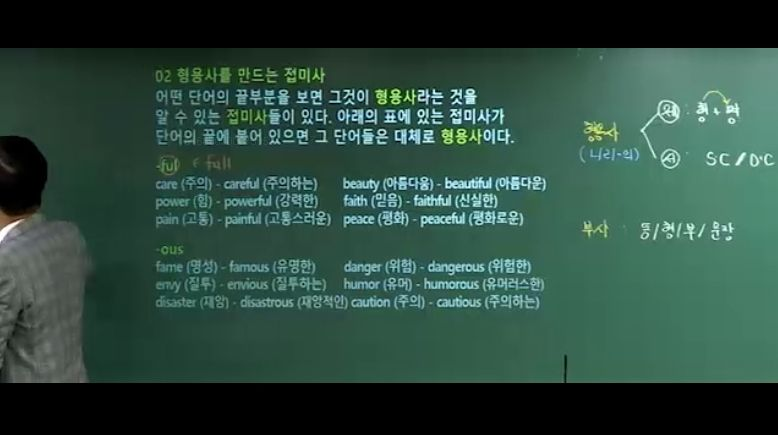 02 형용사를 만드는 접미사
어떤 단어의 끝부분을 보면 그것이 형용사라는 것을
알 수 있는 접미사들이 있다. 아래의 표에 있는 접미사가
단어의 끝에 붙어 있으면 그 단어들은 대체로 형용사이다.
-ful full
care (주의) - careful (주의하는) beauty (아름다움) - beautiful (아름다운)
power (힘) - powerful (강력한) faith (믿음) - faithful (신실한)
pain (고통) - painful (고통스러운) peace (평화) - peaceful (평화로운)
-ous
fame (명성) - famous (유명한) danger (위험) - dangerous (위험한)
envy (질투) - envious (질투하는) humor (유머) - humorous (유머러스한)
disaster (재앙) - disastrous (재앙적인) caution (주의) - cautious (주의하는)
형용사
: 형 + 명
: SC / O·C
부사 : 동/형/부/문장